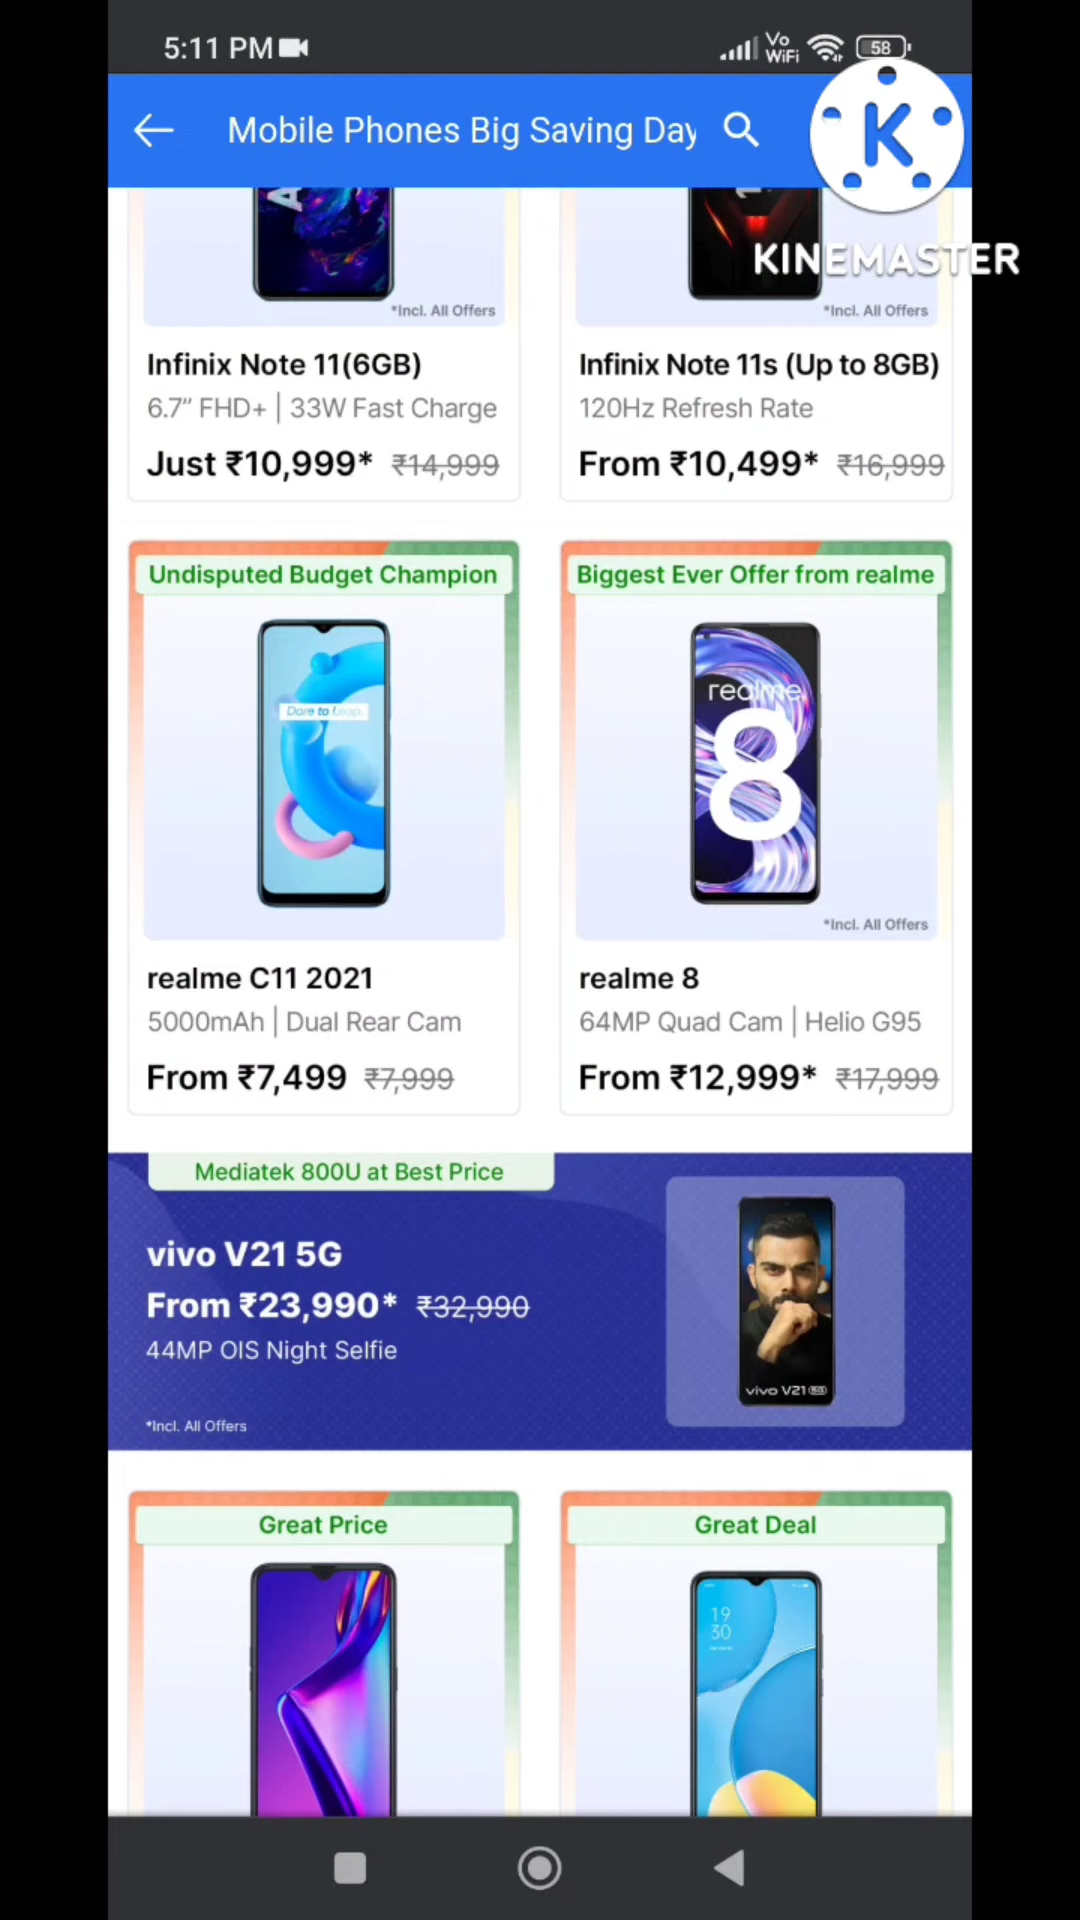 5:11 PM
Vo
WiFi
58
Mobile Phones Big Saving Day
K
KINEMASTER
*Incl. All Offers
*Incl. All Offers
Infinix Note 11(6GB)
6.7” FHD+ | 33W Fast Charge
Just ₹10,999* ₹14,999
Infinix Note 11s (Up to 8GB)
120Hz Refresh Rate
From ₹10,499* ₹16,999
Undisputed Budget Champion
Dare to Leap.
realme C11 2021
5000mAh | Dual Rear Cam
From ₹7,499 ₹7,999
Biggest Ever Offer from realme
realme
8
*Incl. All Offers
realme 8
64MP Quad Cam | Helio G95
From ₹12,999* ₹17,999
Mediatek 800U at Best Price
vivo V21 5G
From ₹23,990* ₹32,990
44MP OIS Night Selfie
*Incl. All Offers
vivo V21 5G
Great Price
Great Deal
19
30